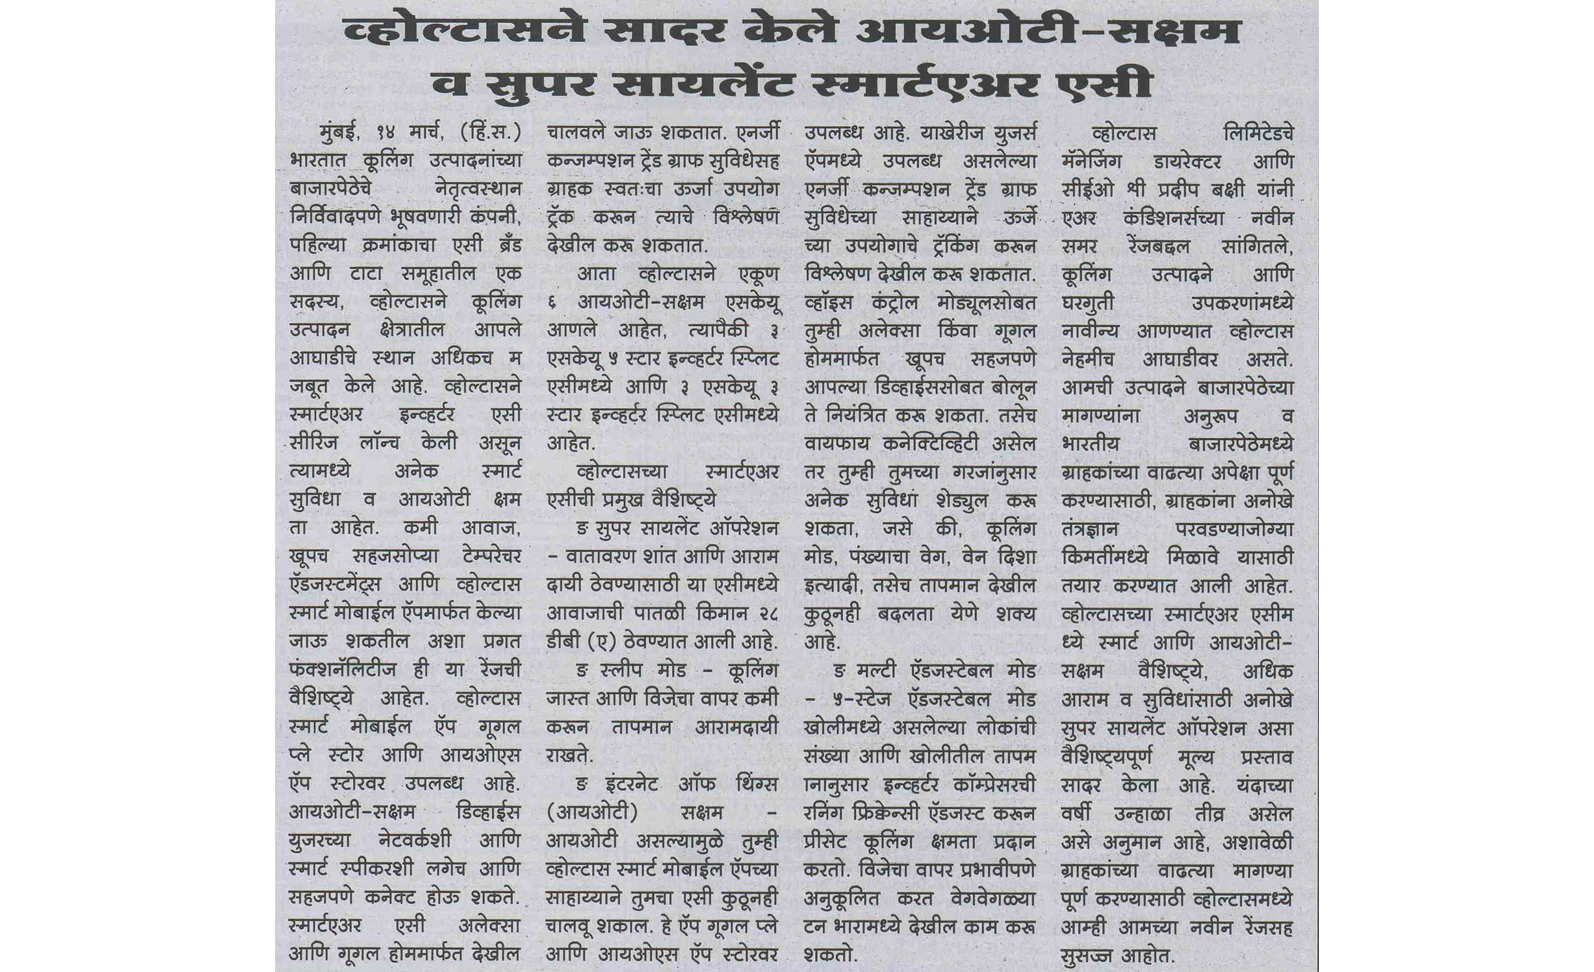 व्होल्टासने सादर केले आयओटी-सक्षम
व सुपर सायलेंट स्मार्टएअर एसी
मुंबई, १४ मार्च, (हिं.स.)
भारतात कूलिंग उत्पादनांच्या
बाजारपेठेचे नेतृत्वस्थान
निर्विवादपणे भूषवणारी कंपनी,
पहिल्या क्रमांकाचा एसी ब्रँड
आणि टाटा समूहातील एक
सदस्य, व्होल्टासने कूलिंग
उत्पादन क्षेत्रातील आपले
आघाडीचे स्थान अधिकच म
जबूत केले आहे. व्होल्टासने
स्मार्टएअर इन्व्हर्टर एसी
सीरिज लॉन्च केली असून
त्यामध्ये अनेक स्मार्ट
सुविधा व आयओटी क्षम
ता आहेत. कमी आवाज,
खूपच सहजसोप्या टेम्परेचर
ऍडजस्टमेंट्स आणि व्होल्टास
स्मार्ट मोबाईल ऍपमार्फत केल्या
जाऊ शकतील अशा प्रगत
फंक्शनॅलिटीज ही या रेंजची
वैशिष्ट्ये आहेत. व्होल्टास
स्मार्ट मोबाईल ऍप गूगल
प्ले स्टोर आणि आयओएस
ऍप स्टोरवर उपलब्ध आहे.
आयओटी-सक्षम डिव्हाईस
युजरच्या नेटवर्कशी आणि
स्मार्ट स्पीकरशी लगेच आणि
सहजपणे कनेक्ट होऊ शकते.
स्मार्टएअर एसी अलेक्सा
आणि गूगल होममार्फत देखील
चालवले जाऊ शकतात. एनर्जी
कन्जम्पशन ट्रेंड ग्राफ सुविधेसह
ग्राहक स्वतःचा ऊर्जा उपयोग
ट्रॅक करून त्याचे विश्लेषण
देखील करू शकतात.
आता व्होल्टासने एकूण
६ आयओटी-सक्षम एसकेयू
आणले आहेत, त्यापैकी ३
एसकेयू ५ स्टार इन्व्हर्टर स्प्लिट
एसीमध्ये आणि ३ एसकेयू ३
स्टार इन्व्हर्टर स्प्लिट एसीमध्ये
आहेत.
व्होल्टासच्या स्मार्टएअर
एसीची प्रमुख वैशिष्ट्ये
ङ सुपर सायलेंट ऑपरेशन
- वातावरण शांत आणि आराम
दायी ठेवण्यासाठी या एसीमध्ये
आवाजाची पातळी किमान २८
डीबी (ए) ठेवण्यात आली आहे.
ङ स्लीप मोड - कूलिंग
जास्त आणि विजेचा वापर कमी
करून तापमान आरामदायी
राखते.
ङ इंटरनेट ऑफ थिंग्स
(आयओटी) सक्षम -
आयओटी असल्यामुळे तुम्ही
व्होल्टास स्मार्ट मोबाईल ऍपच्या
साहाय्याने तुमचा एसी कुठूनही
चालवू शकाल. हे ऍप गूगल प्ले
आणि आयओएस ऍप स्टोरवर
उपलब्ध आहे. याखेरीज युजर्स
ऍपमध्ये उपलब्ध असलेल्या
एनर्जी कन्जम्पशन ट्रेंड ग्राफ
सुविधेच्या साहाय्याने ऊर्जे
च्या उपयोगाचे ट्रॅकिंग करून
विश्लेषण देखील करू शकतात.
व्हॉइस कंट्रोल मोड्यूलसोबत
तुम्ही अलेक्सा किंवा गूगल
होममार्फत खूपच सहजपणे
आपल्या डिव्हाईससोबत बोलून
ते नियंत्रित करू शकता. तसेच
वायफाय कनेक्टिव्हिटी असेल
तर तुम्ही तुमच्या गरजांनुसार
अनेक सुविधा शेड्युल करू
शकता, जसे की, कूलिंग
मोड, पंख्याचा वेग, वेन दिशा
इत्यादी, तसेच तापमान देखील
कुठूनही बदलता येणे शक्य
आहे.
ङ मल्टी ऍडजस्टेबल मोड
- ५-स्टेज ऍडजस्टेबल मोड
खोलीमध्ये असलेल्या लोकांची
संख्या आणि खोलीतील तापम
ानानुसार इन्व्हर्टर कॉम्प्रेसरची
रनिंग फ्रिक्वेन्सी ऍडजस्ट करून
प्रीसेट कूलिंग क्षमता प्रदान
करतो. विजेचा वापर प्रभावीपणे
अनुकूलित करत वेगवेगळ्या
टन भारामध्ये देखील काम करू
शकतो.
व्होल्टास लिमिटेडचे
मॅनेजिंग डायरेक्टर आणि
सीईओ श्री प्रदीप बक्षी यांनी
एअर कंडिशनर्सच्या नवीन
समर रेंजबद्दल सांगितले,
कूलिंग उत्पादने आणि
घरगुती उपकरणांमध्ये
नावीन्य आणण्यात व्होल्टास
नेहमीच आघाडीवर असते.
आमची उत्पादने बाजारपेठेच्या
मागण्यांना अनुरूप व
भारतीय बाजारपेठेमध्ये
ग्राहकांच्या वाढत्या अपेक्षा पूर्ण
करण्यासाठी, ग्राहकांना अनोखे
तंत्रज्ञान परवडण्याजोग्या
किमतींमध्ये मिळावे यासाठी
तयार करण्यात आली आहेत.
व्होल्टासच्या स्मार्टएअर एसीम
ध्ये स्मार्ट आणि आयओटी-
सक्षम वैशिष्ट्ये, अधिक
आराम व सुविधांसाठी अनोखे
सुपर सायलेंट ऑपरेशन असा
वैशिष्ट्यपूर्ण मूल्य प्रस्ताव
सादर केला आहे. यंदाच्या
वर्षी उन्हाळा तीव्र असेल
असे अनुमान आहे, अशावेळी
ग्राहकांच्या वाढत्या मागण्या
पूर्ण करण्यासाठी व्होल्टासमध्ये
आम्ही आमच्या नवीन रेंजसह
सुसज्ज आहोत.